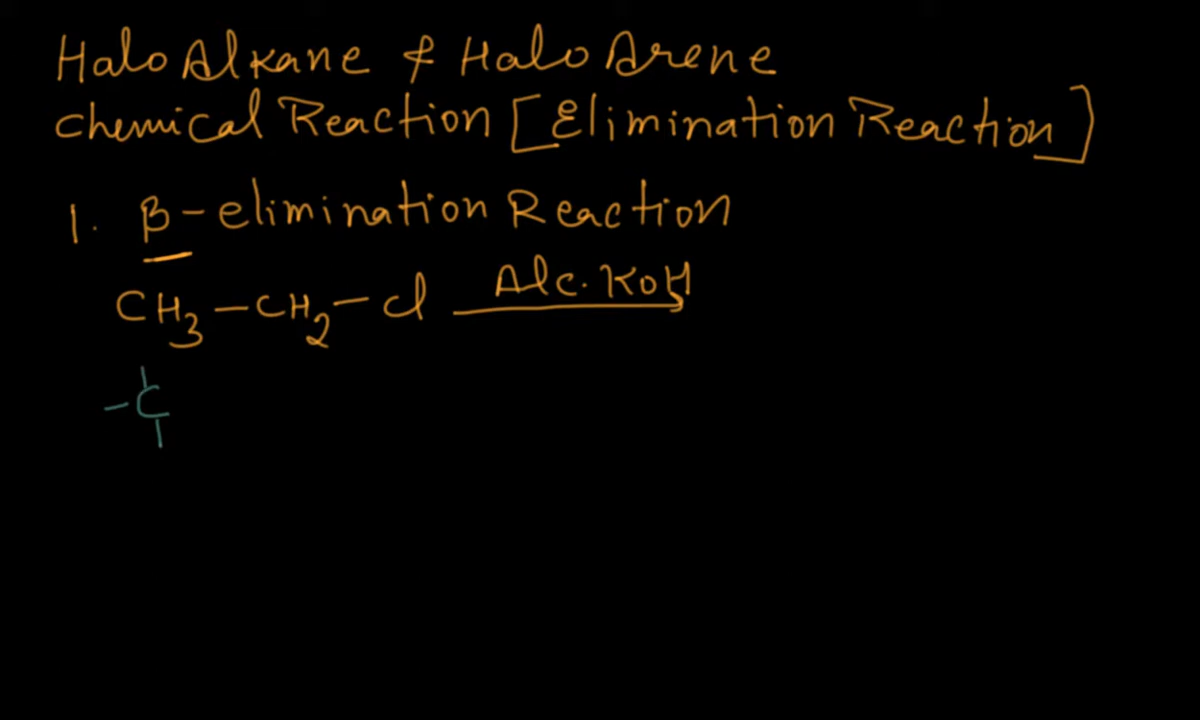 Halo Alkane & Halo Arene
Chemical Reaction [Elimination Reaction]
1. β-elimination Reaction
CH₃-CH₂-Cl Alc. KOH
-C